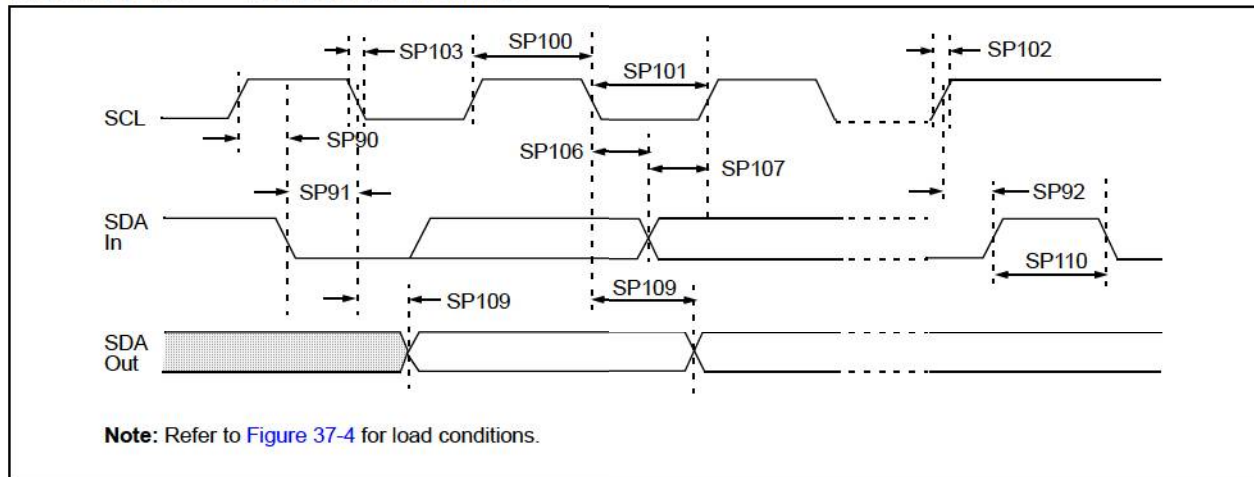 SP103
SP100
SP102
SP101
SCL
SP90
SP106
SP107
SP91
SP92
SDA
In
SP110
SP109
SP109
SDA
Out
Note: Refer to Figure 37-4 for load conditions.